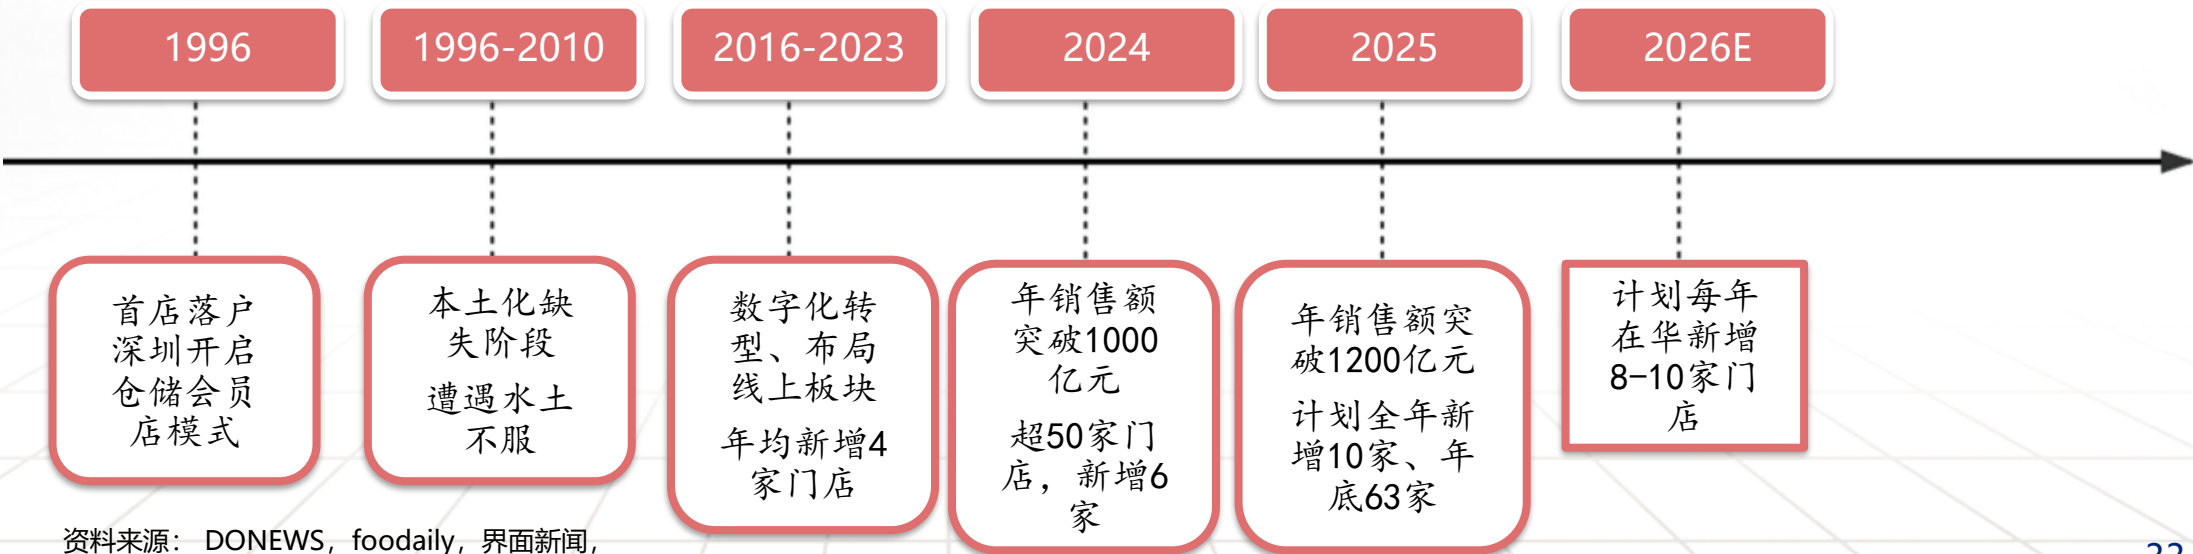 1996
1996-2010
2016-2023
2024
2025
2026E
首店落户
深圳开启
仓储会员
店模式
本土化缺
失阶段
遭遇水土
不服
数字化转
型、布局
线上板块
年均新增4
家门店
年销售额
突破1000
亿元
超50家门
店，新增6
家
年销售额突
破1200亿元
计划全年新
增10家、年
底63家
计划每年
在华新增
8-10家门
店
资料来源： DONEWS，foodaily，界面新闻，